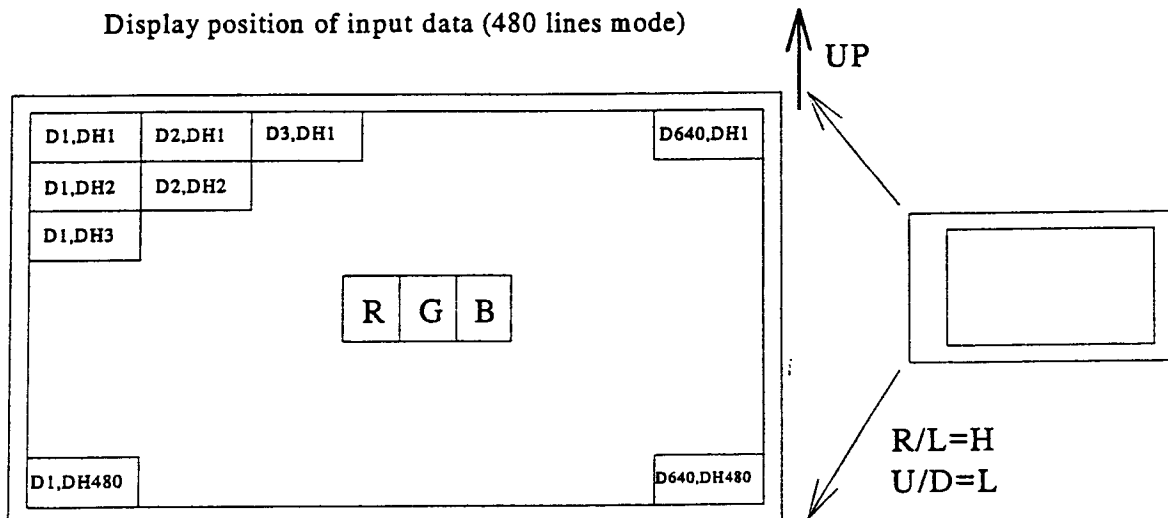 Display position of input data (480 lines mode)
UP
D1,DH1 D2,DH1 D3,DH1 D640,DH1
D1,DH2 D2,DH2
D1,DH3
R G B
R/L=H
U/D=L
D1,DH480 D640,DH480